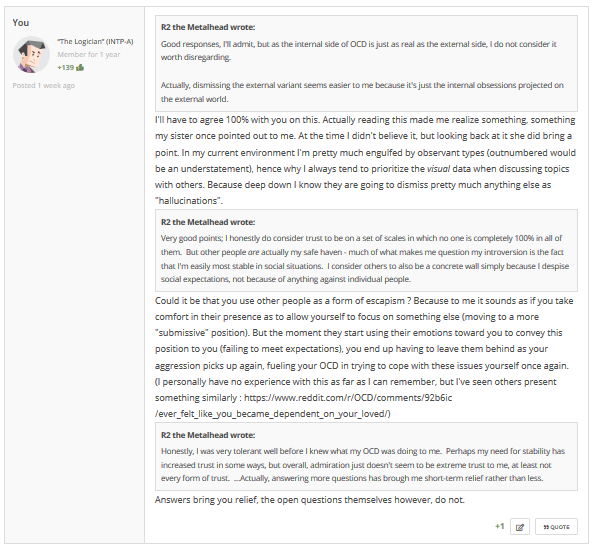 You
"The Logician" (INTP-A)
Member for 1 year
+139
Posted 1 week ago
R2 the Metalhead wrote:
Good responses, I'll admit, but as the internal side of OCD is just as real as the external side, I do not consider it
worth disregarding.
Actually, dismissing the external variant seems easier to me because it's just the internal obsessions projected on
the external world.
I'll have to agree 100% with you on this. Actually reading this made me realize something, something
my sister once pointed out to me. At the time I didn't believe it, but looking back at it she did bring a
point. In my current environment I'm pretty much engulfed by observant types (outnumbered would
be an understatement), hence why I always tend to prioritize the visual data when discussing topics
with others. Because deep down I know they are going to dismiss pretty much anything else as
"hallucinations".
R2 the Metalhead wrote:
Very good points; I honestly do consider trust to be on a set of scales in which no one is completely 100% in all of
them.  But other people are actually my safe haven - much of what makes me question my introversion is the fact
that I'm easily most stable in social situations.  I consider others to also be a concrete wall simply because I despise
social expectations, not because of anything against individual people.
Could it be that you use other people as a form of escapism ? Because to me it sounds as if you take
comfort in their presence as to allow yourself to focus on something else (moving to a more
"submissive" position). But the moment they start using their emotions toward you to convey this
position to you (failing to meet expectations), you end up having to leave them behind as your
aggression picks up again, fueling your OCD in trying to cope with these issues yourself once again.
(I personally have no experience with this as far as I can remember, but I've seen others present
something similarly : https://www.reddit.com/r/OCD/comments/92b6ic
/ever_felt_like_you_became_dependent_on_your_loved/)
R2 the Metalhead wrote:
Honestly, I was very tolerant well before I knew what my OCD was doing to me.  Perhaps my need for stability has
increased trust in some ways, but overall, admiration just doesn't seem to be extreme trust to me, at least not
every form of trust.  ...Actually, answering more questions has brough me short-term relief rather than less.
Answers bring you relief, the open questions themselves however, do not.
+1
QUOTE